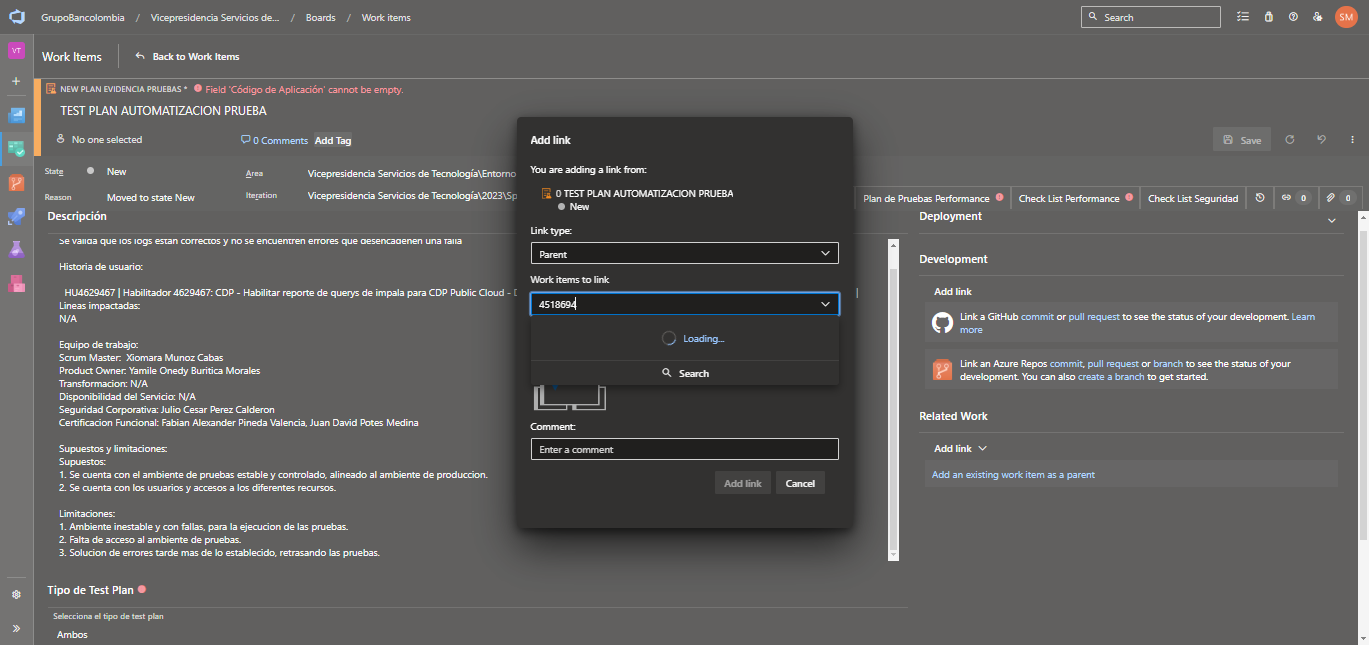 GrupoBancolombia / Vicepresidencia Servicios de... / Boards / Work items
Search
SM
VT
Work Items
Back to Work Items
NEW PLAN EVIDENCIA PRUEBAS * Field 'Código de Aplicación' cannot be empty.
TEST PLAN AUTOMATIZACION PRUEBA
No one selected
0 Comments
Add Tag
Save
State
New
Area
Vicepresidencia Servicios de Tecnología\Entorno
Reason
Moved to state New
Iteration
Vicepresidencia Servicios de Tecnología\2023\Sp
Plan de Pruebas Performance
Check List Performance
Check List Seguridad
0
0
Descripción
Se valida que los logs estan correctos y no se encuentren errores que desencadenen una falla
Historia de usuario:
HU4629467 | Habilitador 4629467: CDP - Habilitar reporte de querys de impala para CDP Public Cloud - D
Lineas impactadas:
N/A
Equipo de trabajo:
Scrum Master: Xiomara Munoz Cabas
Product Owner: Yamile Onedy Buritica Morales
Transformacion: N/A
Disponibilidad del Servicio: N/A
Seguridad Corporativa: Julio Cesar Perez Calderon
Certificacion Funcional: Fabian Alexander Pineda Valencia, Juan David Potes Medina
Supuestos y limitaciones:
Supuestos:
1. Se cuenta con el ambiente de pruebas estable y controlado, alineado al ambiente de produccion.
2. Se cuenta con los usuarios y accesos a los diferentes recursos.
Limitaciones:
1. Ambiente inestable y con fallas, para la ejecucion de las pruebas.
2. Falta de acceso al ambiente de pruebas.
3. Solucion de errores tarde mas de lo establecido, retrasando las pruebas.
Tipo de Test Plan
Selecciona el tipo de test plan
Ambos
Add link
You are adding a link from:
0 TEST PLAN AUTOMATIZACION PRUEBA
New
Link type:
Parent
Work items to link
4518694
Loading...
Search
Comment:
Enter a comment
Add link
Cancel
Deployment
Development
Add link
Link a GitHub commit or pull request to see the status of your development. Learn
more
Link an Azure Repos commit, pull request or branch to see the status of your
development. You can also create a branch to get started.
Related Work
Add link
Add an existing work item as a parent